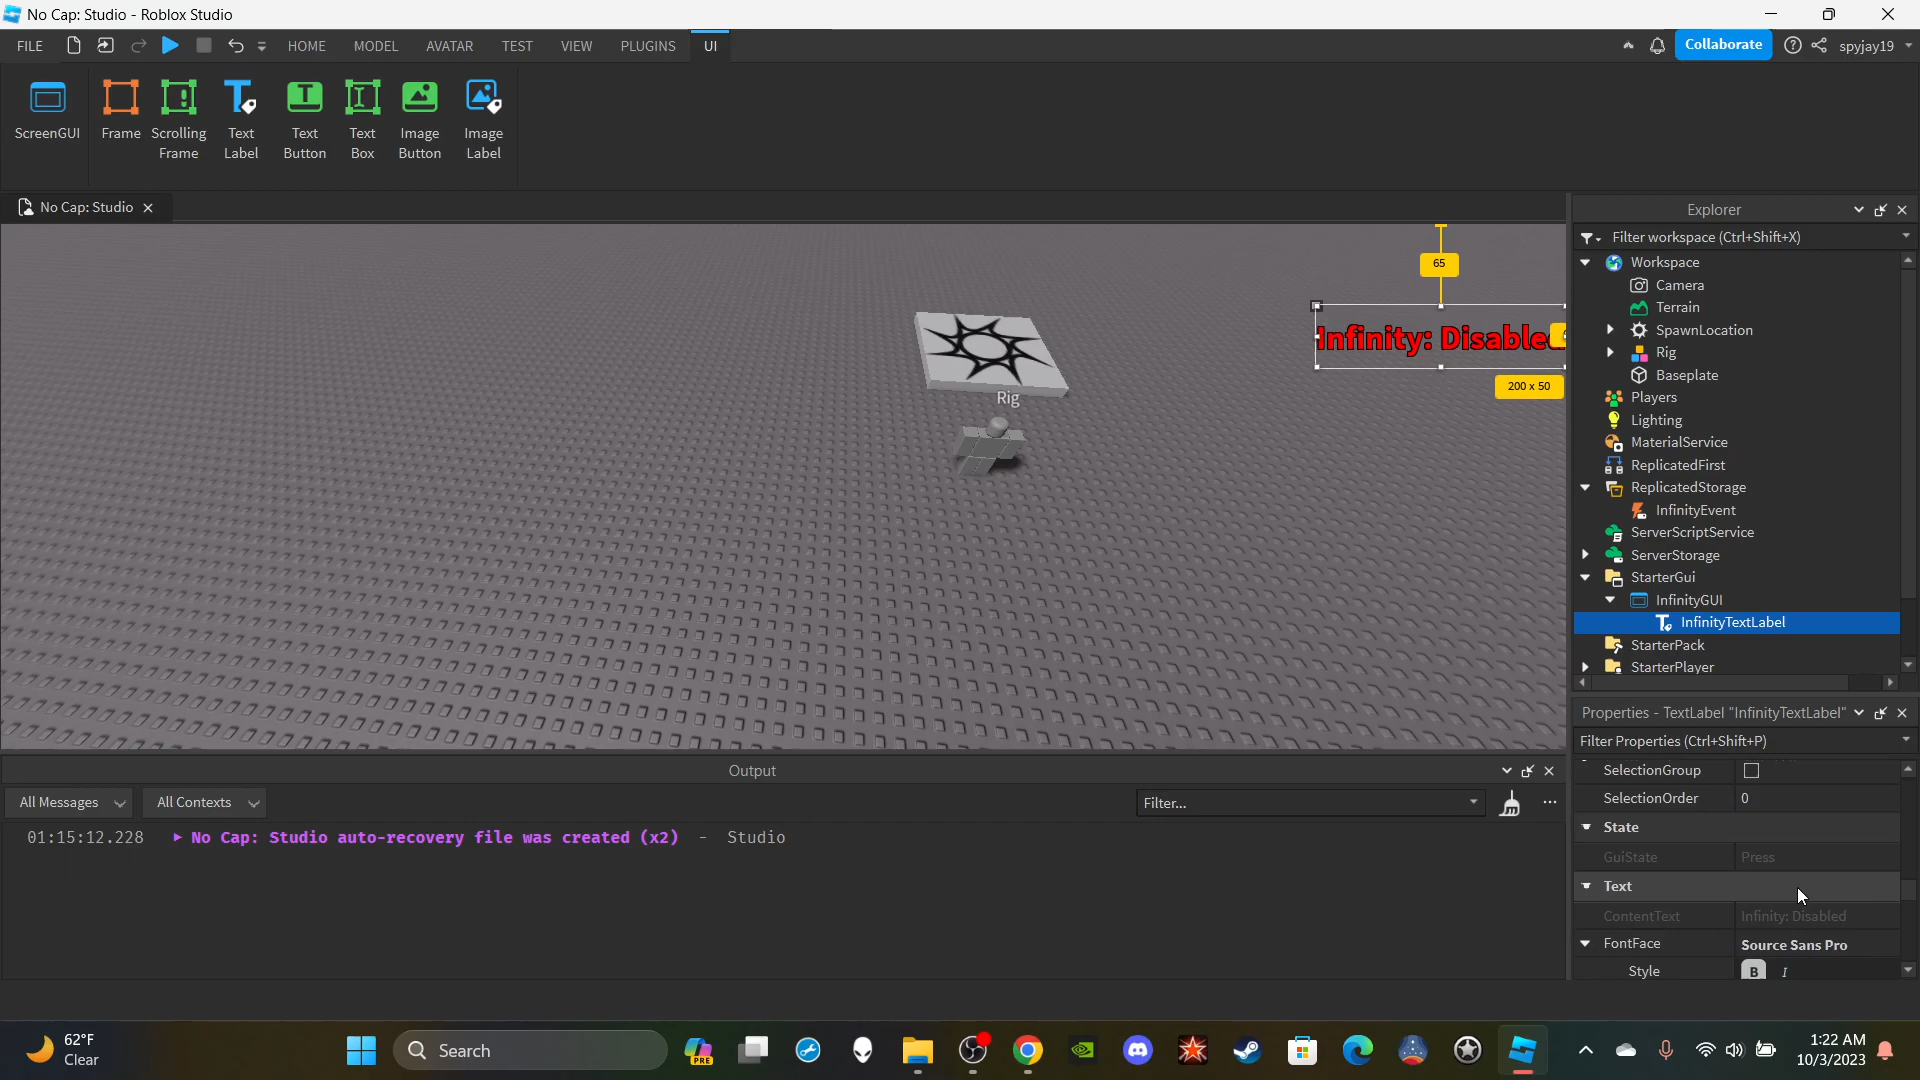 No Cap: Studio - Roblox Studio
FILE HOME MODEL AVATAR TEST VIEW PLUGINS UI Collaborate spyjay19
ScreenGUI
Frame
Scrolling Frame
Text Label
Text Button
Text Box
Image Button
Image Label
No Cap: Studio
65
Infinity: Disabled
200 x 50
Rig
Explorer
Filter workspace (Ctrl+Shift+X)
Workspace
Camera
Terrain
SpawnLocation
Rig
Baseplate
Players
Lighting
MaterialService
ReplicatedFirst
ReplicatedStorage
InfinityEvent
ServerScriptService
ServerStorage
StarterGui
InfinityGUI
InfinityTextLabel
StarterPack
StarterPlayer
Properties - TextLabel "InfinityTextLabel"
Filter Properties (Ctrl+Shift+P)
SelectionGroup
SelectionOrder 0
State
GuiState Press
Text
ContentText Infinity: Disabled
FontFace Source Sans Pro
Style B I
Output
All Messages All Contexts Filter...
01:15:12.228 No Cap: Studio auto-recovery file was created (x2) - Studio
62°F
Clear
Search
PRE
1:22 AM
10/3/2023